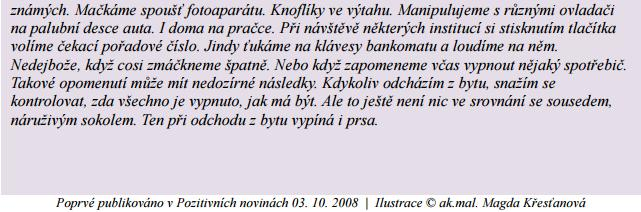 známých. Mačkáme spoušť fotoaparátu. Knoflíky ve výtahu. Manipulujeme s různými ovladači
na palubní desce auta. I doma na pračce. Při návštěvě některých institucí si stisknutím tlačítka
volíme čekací pořadové číslo. Jindy ťukáme na klávesy bankomatu a loudíme na něm.
Nedejbože, když cosi zmáčkneme špatně. Nebo když zapomeneme včas vypnout nějaký spotřebič.
Takové opomenutí může mít nedozírné následky. Kdykoliv odcházím z bytu, snažím se
kontrolovat, zda všechno je vypnuto, jak má být. Ale to ještě není nic ve srovnání se sousedem,
náruživým sokolem. Ten při odchodu z bytu vypíná i prsa.
Poprvé publikováno v Pozitivních novinách 03. 10. 2008 | Ilustrace © ak.mal. Magda Křesťanová